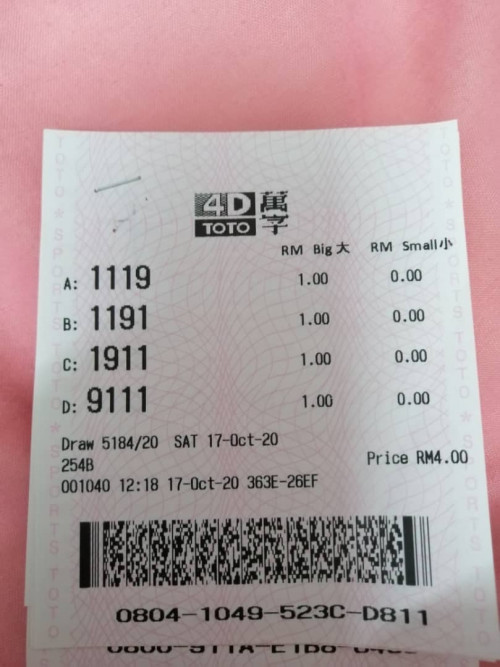 4D 萬字
TOTO
RM Big 大 RM Small 小
A: 1119 1.00 0.00
B: 1191 1.00 0.00
C: 1911 1.00 0.00
D: 9111 1.00 0.00
Draw 5184/20 SAT 17-Oct-20
254B Price RM4.00
001040 12:18 17-Oct-20 363E-26EF
0804-1049-523C-D811